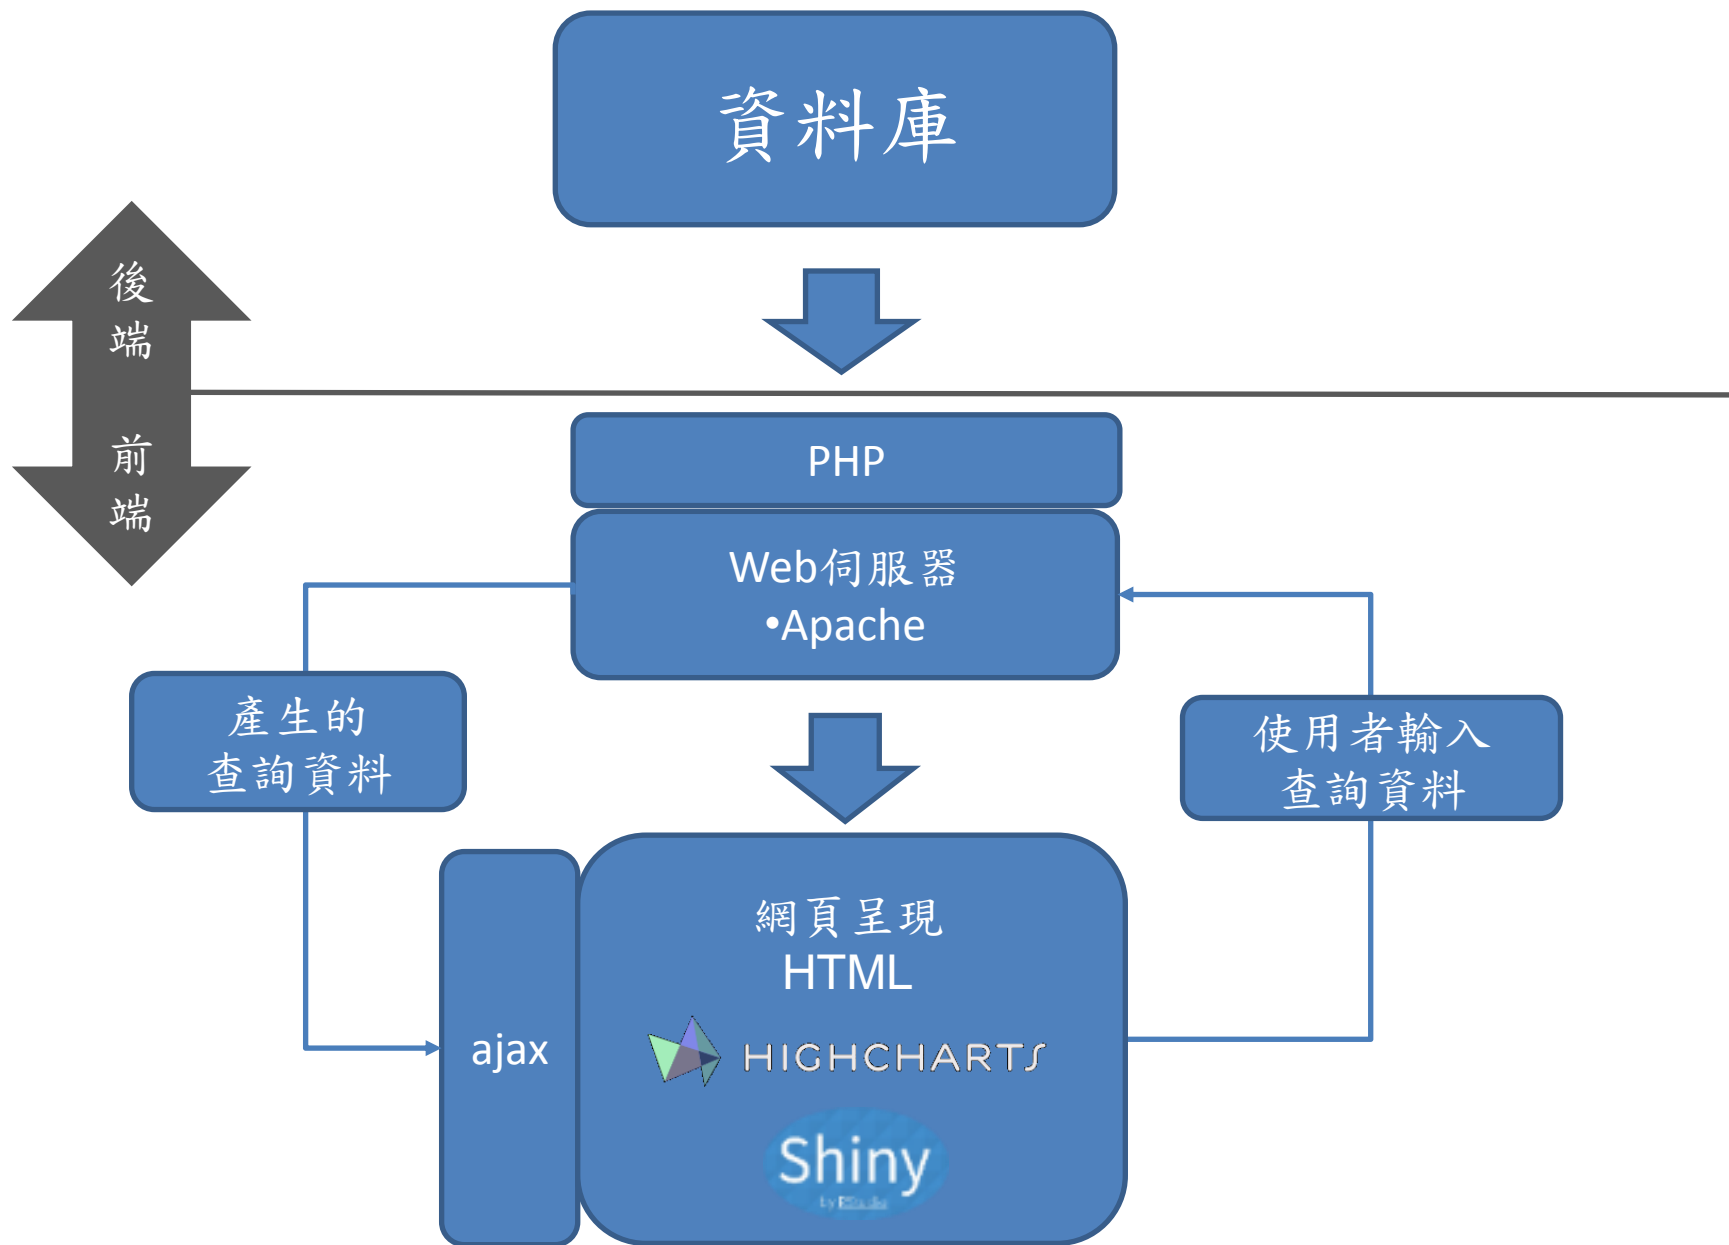 資料庫
後
端
前
端
PHP
Web伺服器
•Apache
產生的
查詢資料
使用者輸入
查詢資料
ajax
網頁呈現
HTML
HIGHCHARTS
Shiny
by RStudio